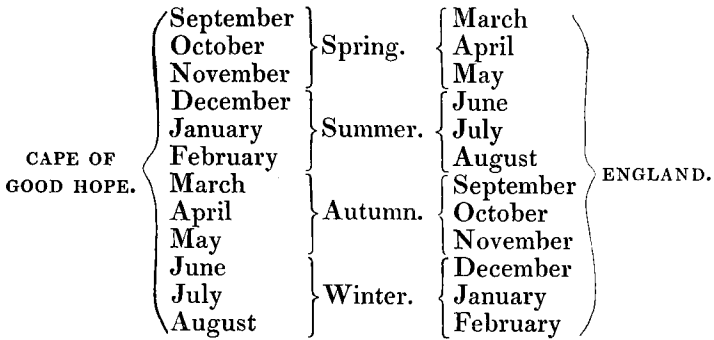 September March
October Spring. April
November May
December June
January Summer. July
CAPE OF February August
GOOD HOPE. March September ENGLAND.
April Autumn. October
May November
June December
July Winter. January
August February